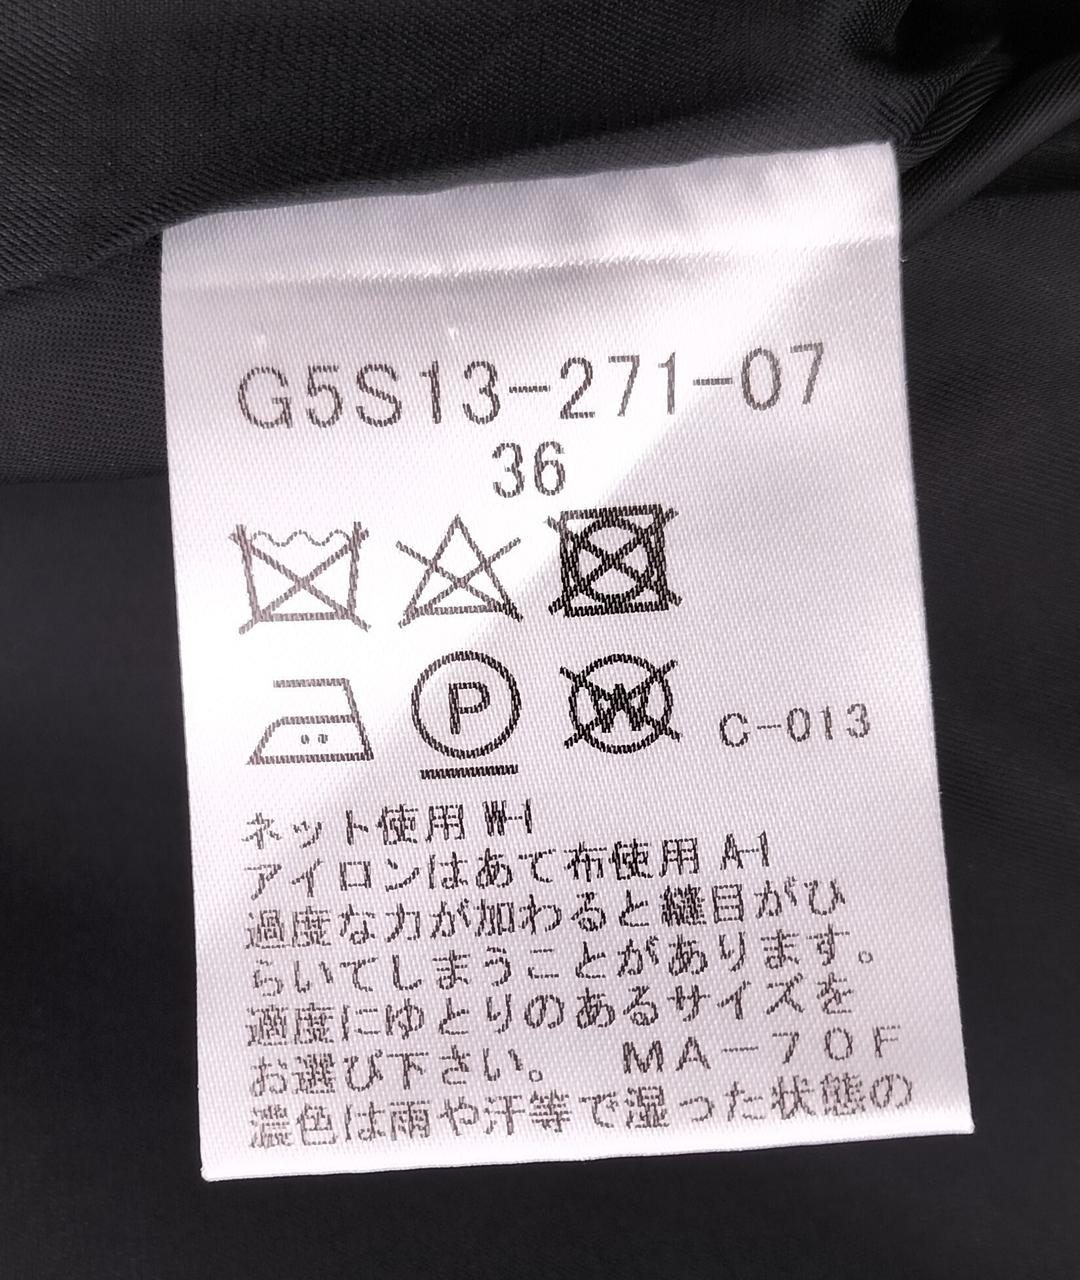 G5S13-271-07
36
P
W
C-013
ネット使用 W-1
アイロンはあて布使用 A-1
過度な力が加わると縫目がひ
らいてしまうことがあります。
適度にゆとりのあるサイズを
お選び下さい。 MA-70F
濃色は雨や汗等で湿った状態の